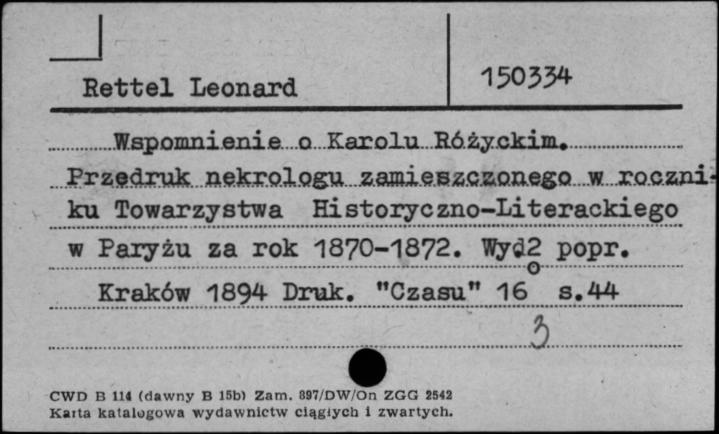 Rettel Leonard 150334
Wspomnienie o Karolu Różyckim.
Przedruk nekrologu zamieszczonego w roczni-
ku Towarzystwa Historyczno-Literackiego
w Paryżu za rok 1870-1872. Wyd2 popr.
Kraków 1894 Druk. "Czasu" 16° s.44
3
CWD B 114 (dawny B 15b) Zam. 897/DW/On ZGG 2542
Karta katalogowa wydawnictw ciągłych i zwartych.